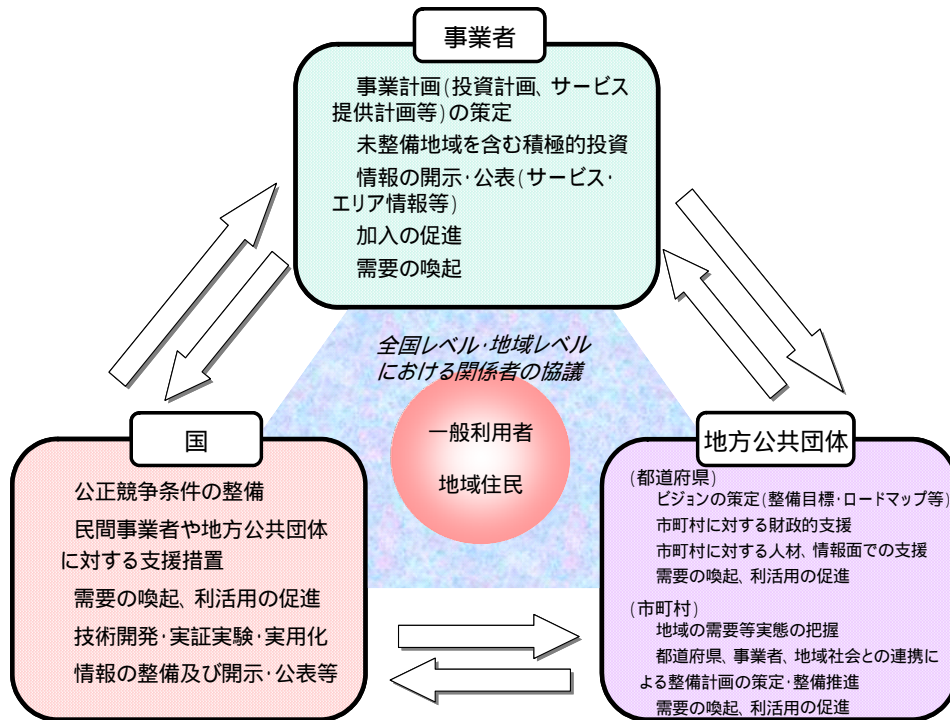 事業者
事業計画(投資計画、サービス
提供計画等)の策定
未整備地域を含む積極的投資
情報の開示・公表(サービス・
エリア情報等)
加入の促進
需要の喚起
全国レベル・地域レベル
における関係者の協議
一般利用者
地域住民
国
公正競争条件の整備
民間事業者や地方公共団体
に対する支援措置
需要の喚起、利活用の促進
技術開発・実証実験・実用化
情報の整備及び開示・公表等
地方公共団体
(都道府県)
ビジョンの策定(整備目標・ロードマップ等)
市町村に対する財政的支援
市町村に対する人材、情報面での支援
需要の喚起、利活用の促進
(市町村)
地域の需要等実態の把握
都道府県、事業者、地域社会との連携に
よる整備計画の策定・整備推進
需要の喚起、利活用の促進